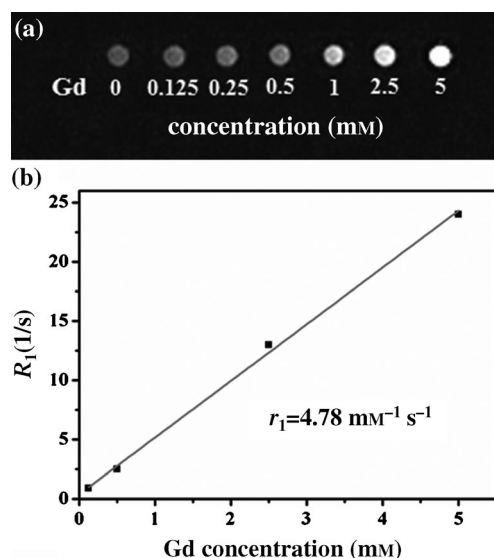 (a)
Gd 0 0.125 0.25 0.5 1 2.5 5
concentration (mM)
(b)
25
20
15
10
5
0
R₁(1/s)
r₁=4.78 mM⁻¹ s⁻¹
0 1 2 3 4 5
Gd concentration (mM)